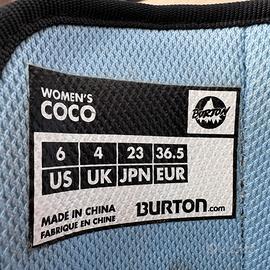 WOMEN'S
COCO
BURTON
6 4 23 36.5
US UK JPN EUR
MADE IN CHINA
FABRIQUE EN CHINE
BURTON.com